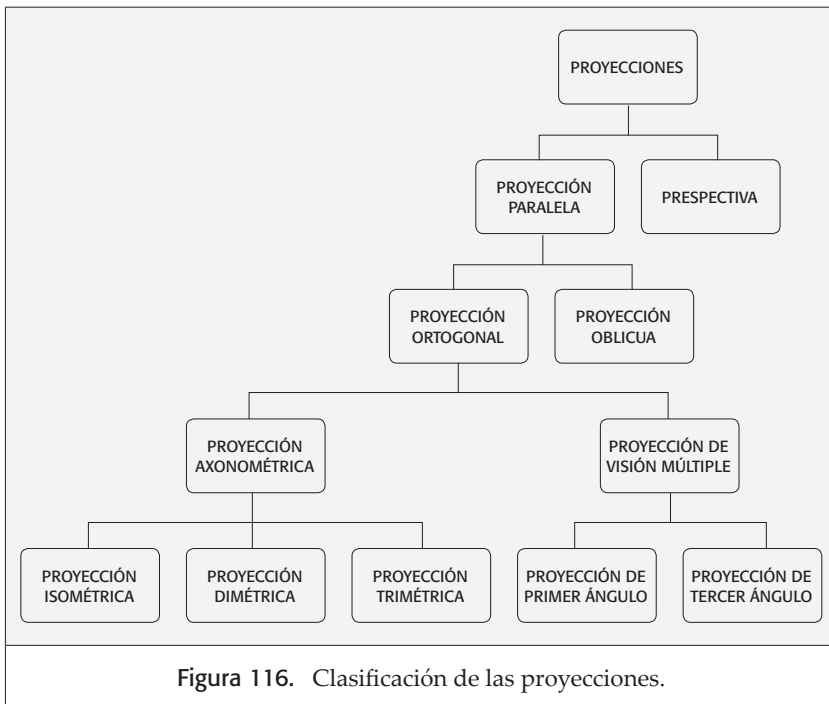 PROYECCIONES
PROYECCIÓN
PARALELA
PRESPECTIVA
PROYECCIÓN
ORTOGONAL
PROYECCIÓN
OBLICUA
PROYECCIÓN
AXONOMÉTRICA
PROYECCIÓN DE
VISIÓN MÚLTIPLE
PROYECCIÓN
ISOMÉTRICA
PROYECCIÓN
DIMÉTRICA
PROYECCIÓN
TRIMÉTRICA
PROYECCIÓN DE
PRIMER ÁNGULO
PROYECCIÓN DE
TERCER ÁNGULO
Figura 116. Clasificación de las proyecciones.